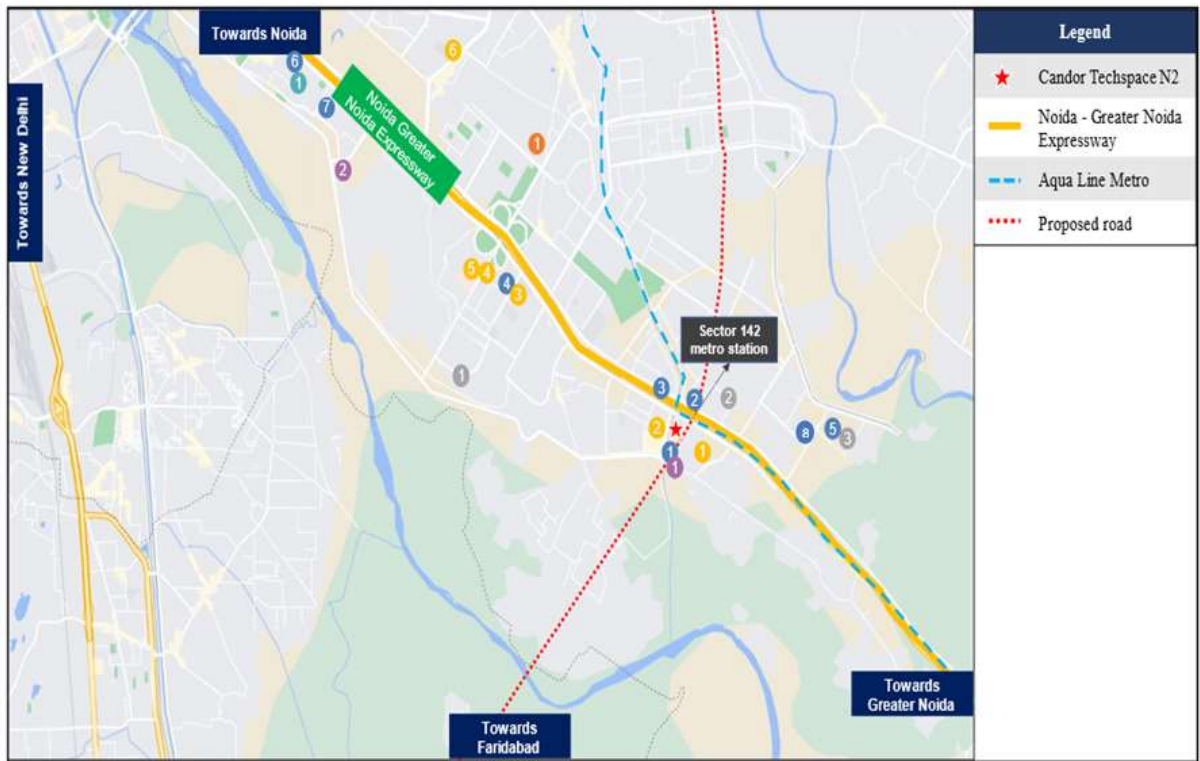 Towards Noida
Towards New Delhi
Noida Greater
Noida Expressway
6
6
1
7
1
2
5
4
4
3
Sector 142
metro station
1
3
2
2
2
8
5
3
1
1
1
Towards
Greater Noida
Towards
Faridabad
Legend
Candor Techspace N2
Noida - Greater Noida
Expressway
Aqua Line Metro
Proposed road